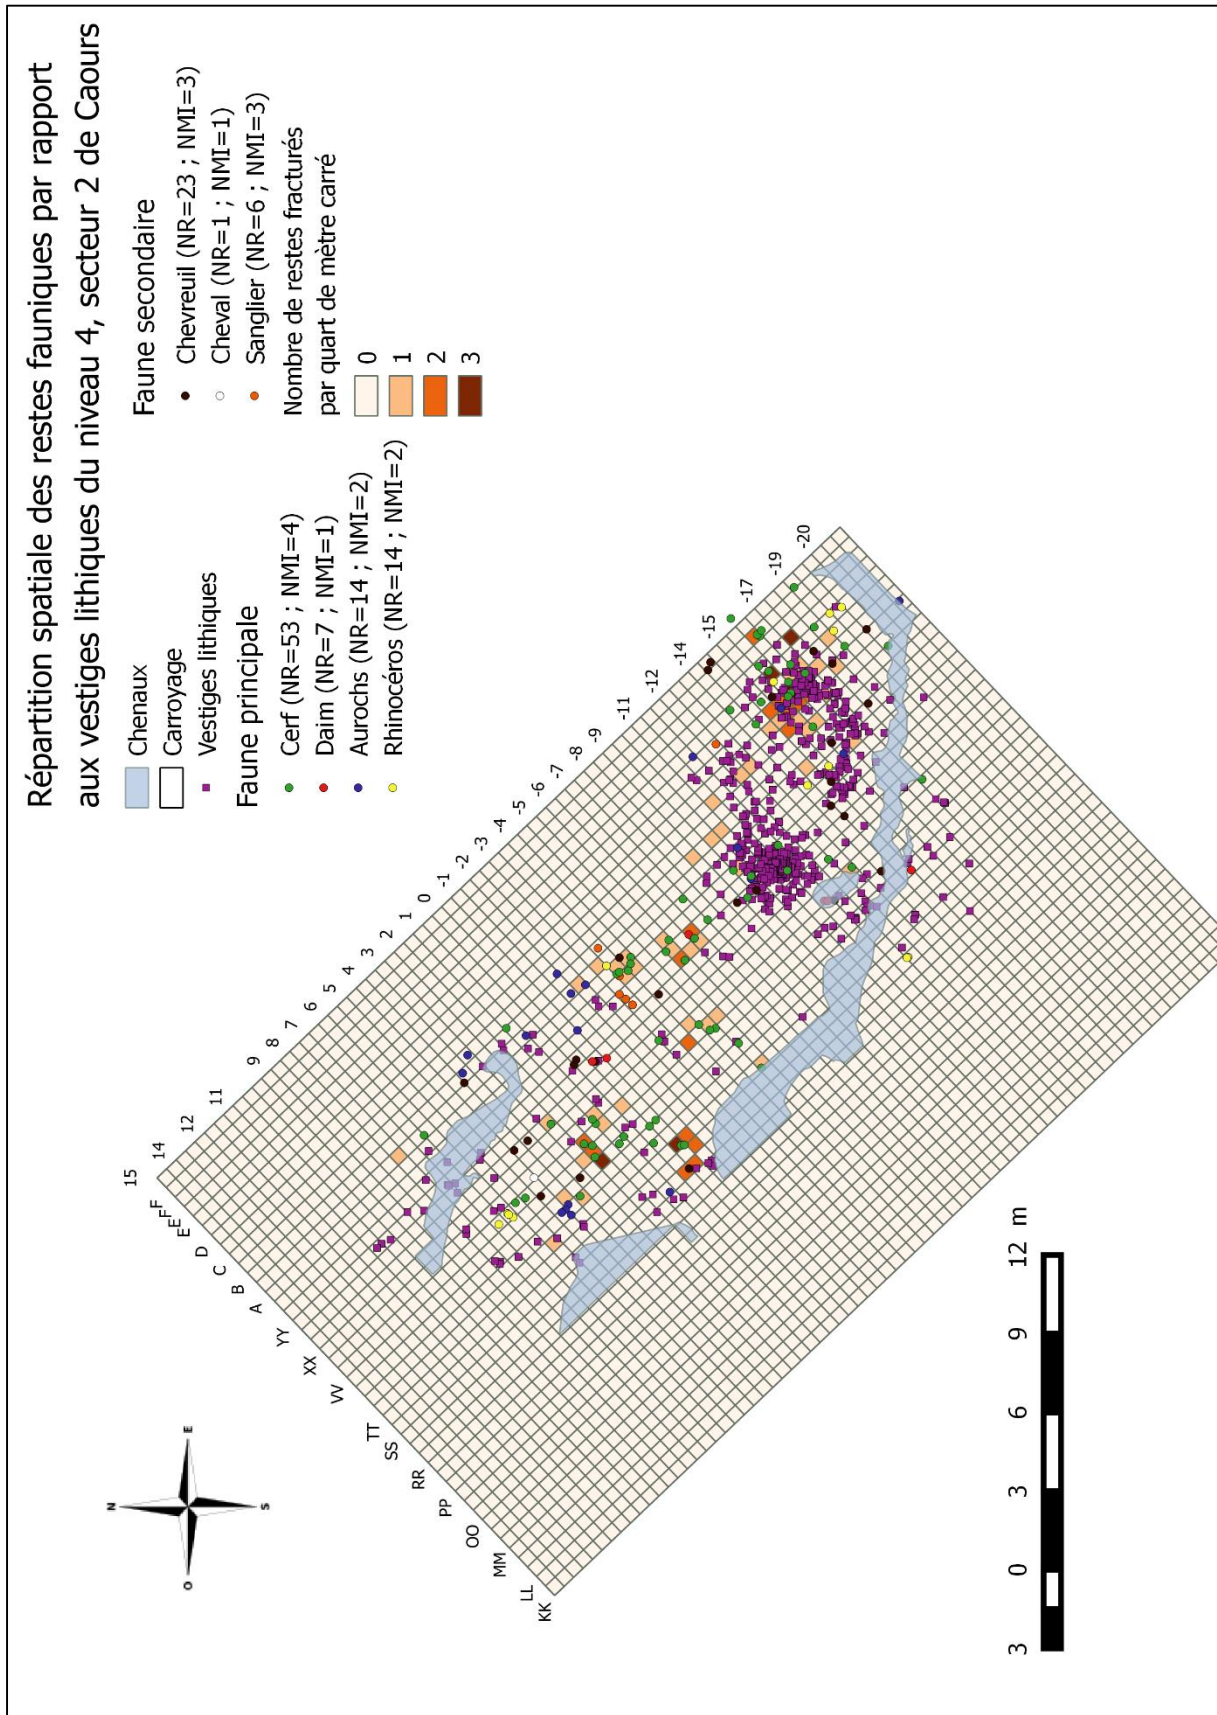 Répartition spatiale des restes fauniques par rapport
aux vestiges lithiques du niveau 4, secteur 2 de Caours
Chenaux
Carroyage
Vestiges lithiques
Faune principale
Cerf (NR=53 ; NMI=4)
Daim (NR=7 ; NMI=1)
Aurochs (NR=14 ; NMI=2)
Rhinocéros (NR=14 ; NMI=2)
Faune secondaire
Chevreuil (NR=23 ; NMI=3)
Cheval (NR=1 ; NMI=1)
Sanglier (NR=6 ; NMI=3)
Nombre de restes fracturés
par quart de mètre carré
0
1
2
3
N
E
S
O
15
14
12
11
9
8
7
6
5
4
3
2
1
0
-1
-2
-3
-4
-5
-6
-7
-8
-9
-11
-12
-14
-15
-17
-19
-20
F
E
E
D
C
B
A
YY
XX
VV
TT
SS
RR
PP
OO
MM
LL
KK
3 0 3 6 9 12 m